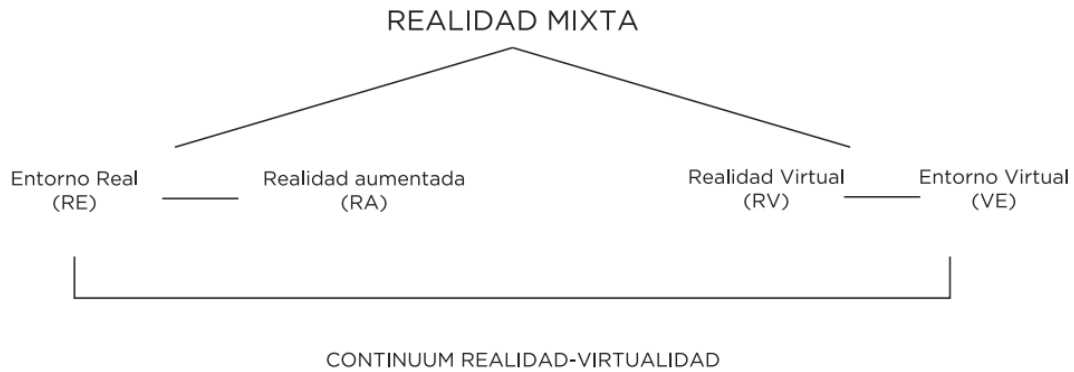 REALIDAD MIXTA
Entorno Real
(RE)
Realidad aumentada
(RA)
Realidad Virtual
(RV)
Entorno Virtual
(VE)
CONTINUUM REALIDAD-VIRTUALIDAD